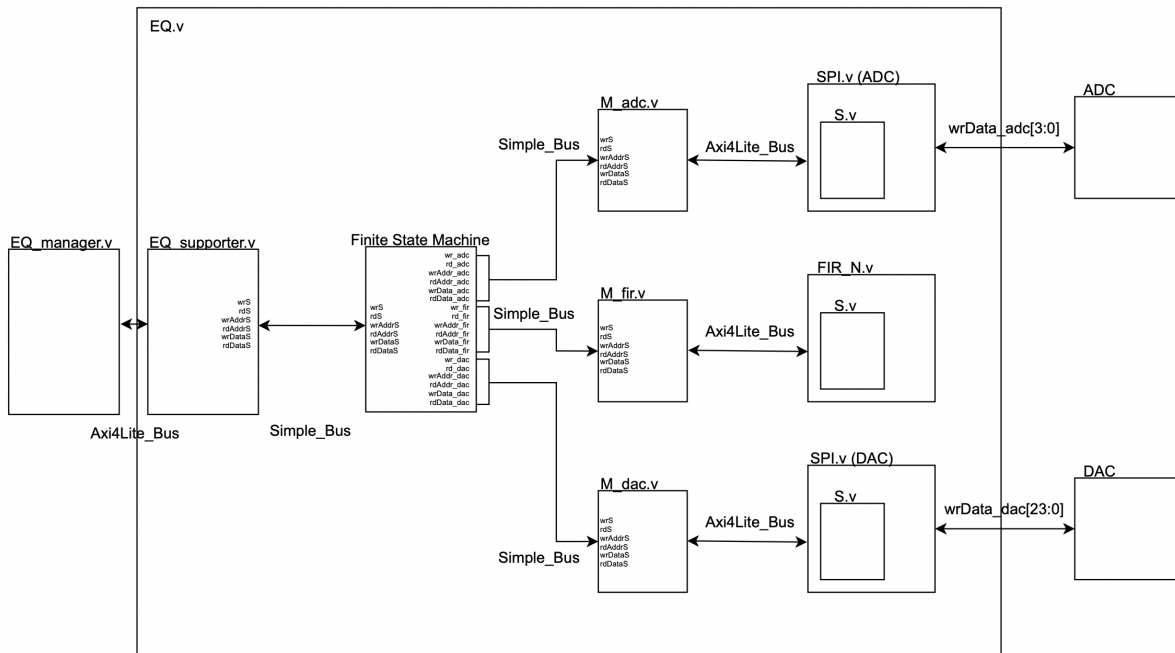 EQ.v
EQ_manager.v
EQ_supporter.v
wrS
rdS
wrAddrS
rdAddrS
wrDataS
rdDataS
Axi4Lite_Bus
Simple_Bus
Finite State Machine
wrS
rdS
wrAddrS
rdAddrS
wrDataS
rdDataS
wr_adc
rd_adc
wrAddr_adc
rdAddr_adc
wrData_adc
rdData_adc
wr_fir
rd_fir
wrAddr_fir
rdAddr_fir
wrData_fir
rdData_fir
wr_dac
rd_dac
wrAddr_dac
rdAddr_dac
wrData_dac
rdData_dac
Simple_Bus
M_adc.v
wrS
rdS
wrAddrS
rdAddrS
wrDataS
rdDataS
Axi4Lite_Bus
SPI.v (ADC)
S.v
wrData_adc[3:0]
ADC
Simple_Bus
M_fir.v
wrS
rdS
wrAddrS
rdAddrS
wrDataS
rdDataS
Axi4Lite_Bus
FIR_N.v
S.v
Simple_Bus
M_dac.v
wrS
rdS
wrAddrS
rdAddrS
wrDataS
rdDataS
Axi4Lite_Bus
SPI.v (DAC)
S.v
wrData_dac[23:0]
DAC